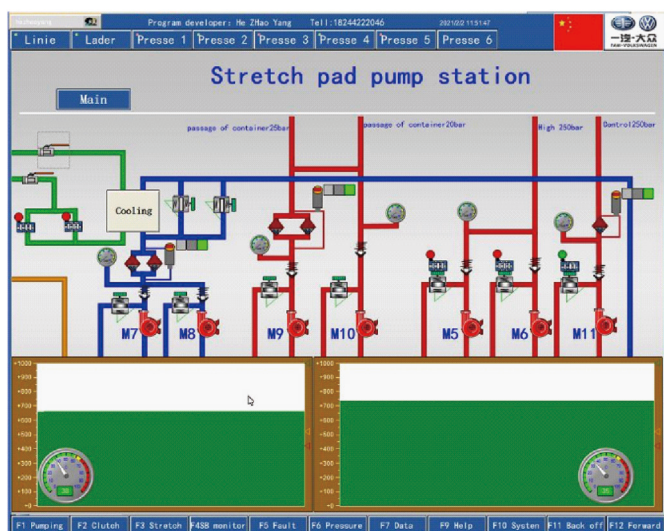 Program developer: He ZHao Yang Tell:18244222046 2021/2/2 11:51:47
Linie Lader Presse 1 Presse 2 Presse 3 Presse 4 Presse 5 Presse 6
一汽-大众
FAW-VOLKSWAGEN
Stretch pad pump station
Main
passage of container25bar passage of container20bar High 250bar Control250bar
Cooling
M7 M8 M9 M10 M5 M6 M11
+1000 +1000
+900 +900
+800 +800
+700 +700
+600 +600
+500 +500
+400 +400
+300 +300
+200 +200
+100 +100
+0 +0
F1 Pumping F2 Clutch F3 Stretch F4SB monitor F5 Fault F6 Pressure F7 Data F9 Help F10 System F11 Back off F12 Forward